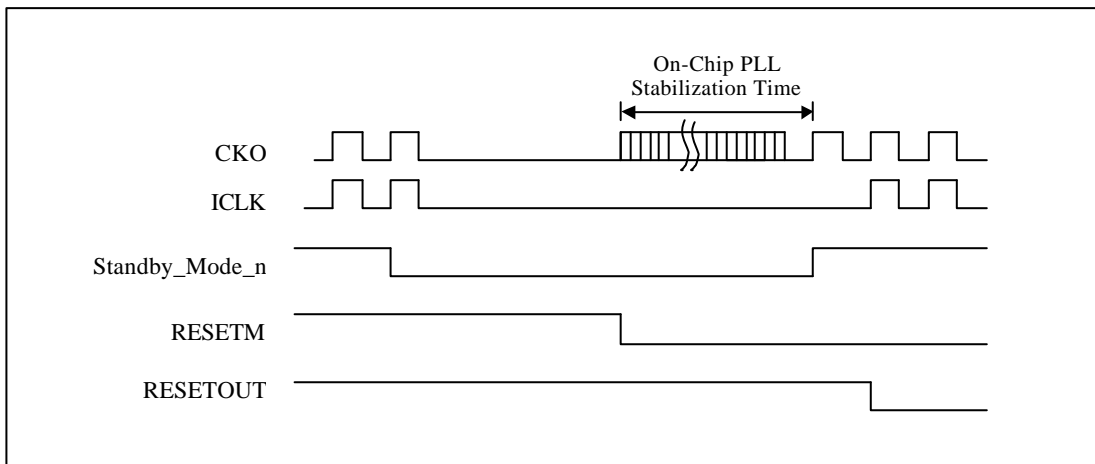 On-Chip PLL
Stabilization Time
CKO
ICLK
Standby_Mode_n
RESETM
RESETOUT